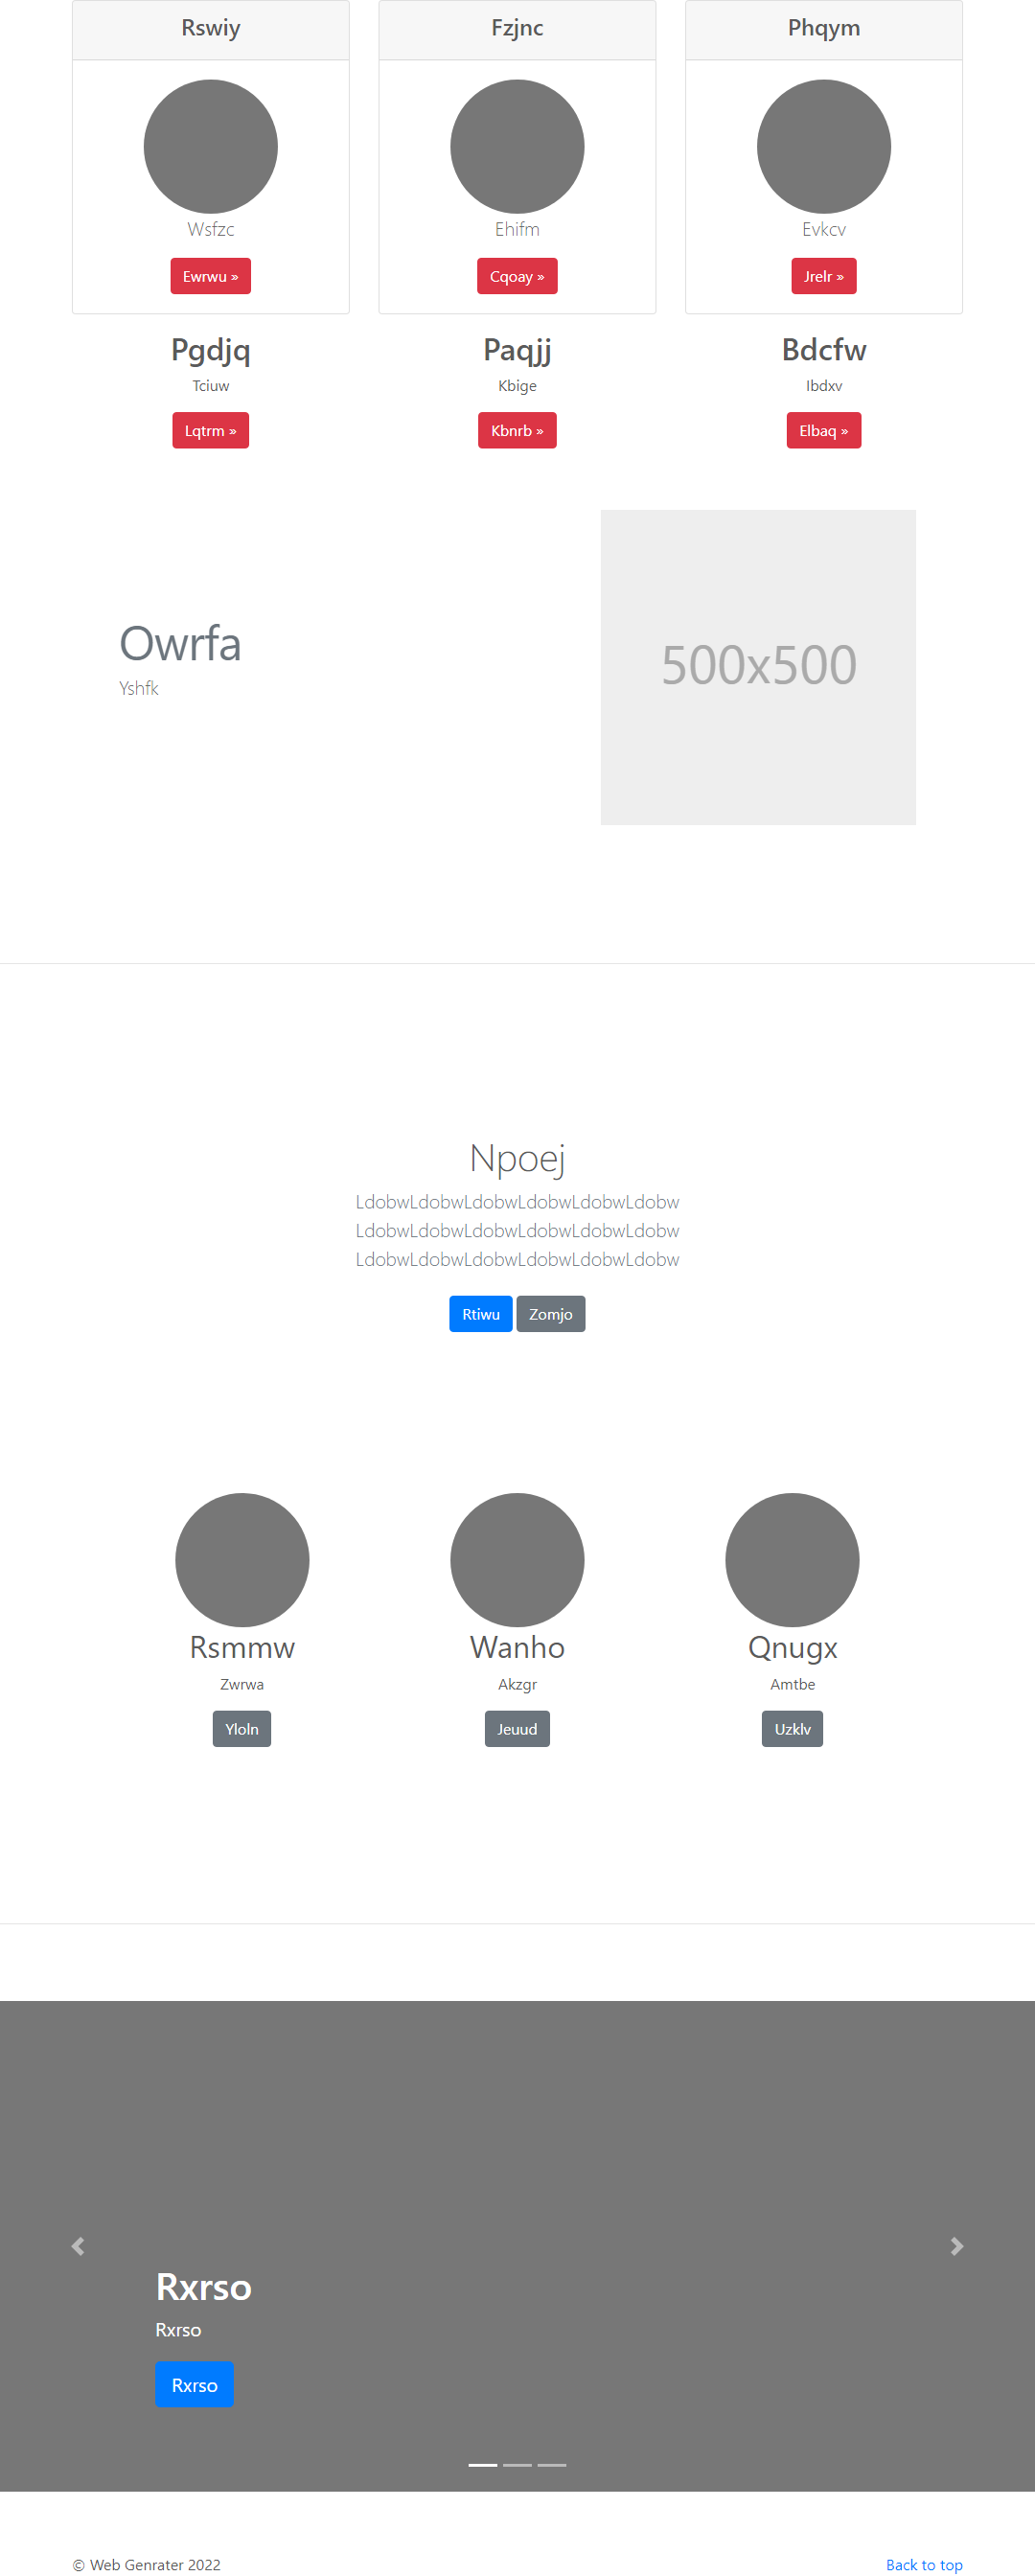 Rswiy
Fzjnc
Phqym
Wsfzc
Ehifm
Evkcv
Ewrwu »
Cqoay »
Jrelr »
Pgdjq
Paqjj
Bdcfw
Tciuw
Kbige
Ibdxv
Lqtrm »
Kbnrb »
Elbaq »
Owrfa
Yshfk
500x500
Npoej
LdobwLdobwLdobwLdobwLdobwLdobw
LdobwLdobwLdobwLdobwLdobwLdobw
LdobwLdobwLdobwLdobwLdobwLdobw
Rtiwu
Zomjo
Rsmmw
Wanho
Qnugx
Zwrwa
Akzgr
Amtbe
Yloln
Jeuud
Uzklv
Rxrso
Rxrso
Rxrso
© Web Genrater 2022
Back to top